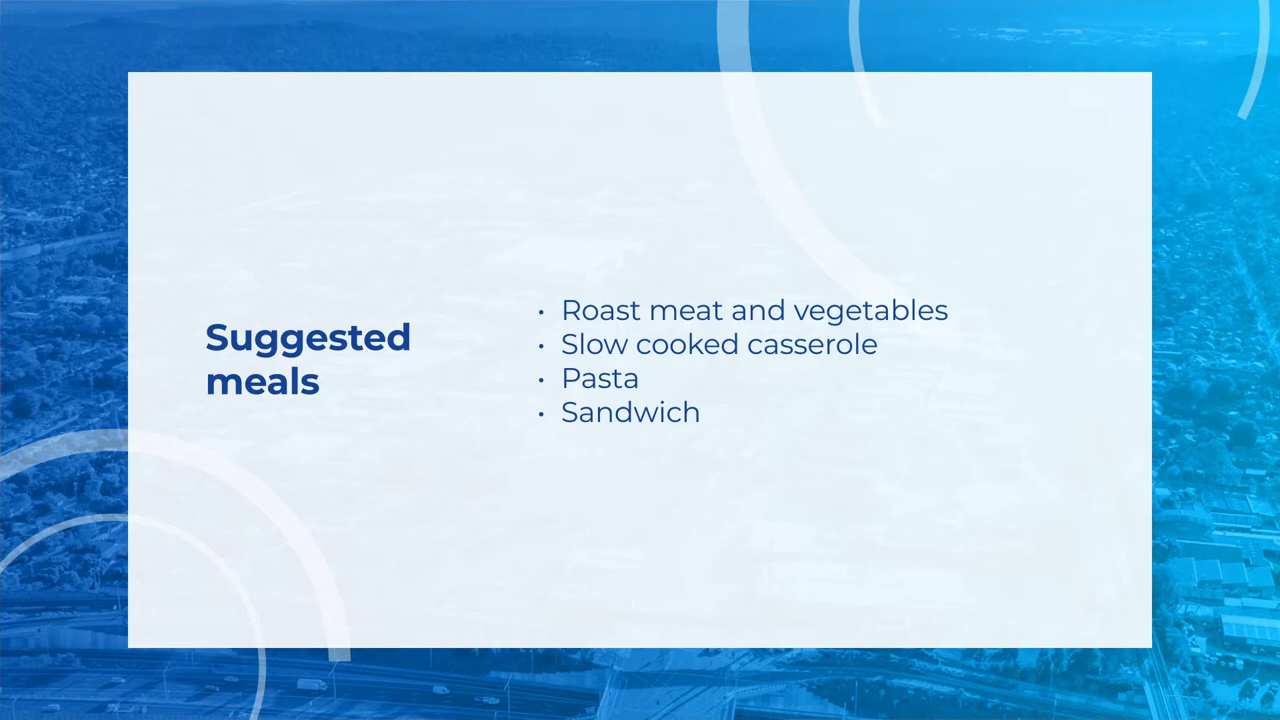 Suggested
meals
• Roast meat and vegetables
• Slow cooked casserole
• Pasta
• Sandwich